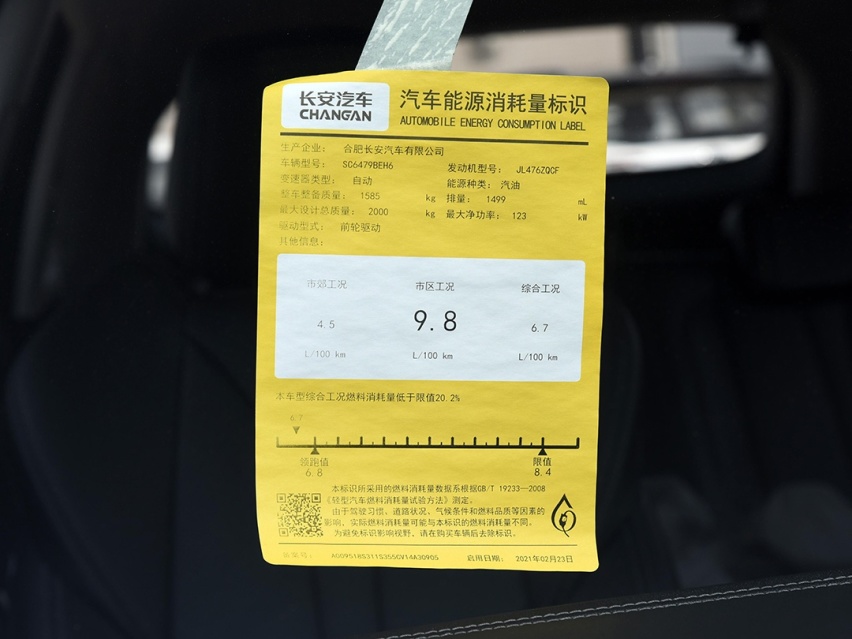 长安汽车
CHANGAN
汽车能源消耗量标识
AUTOMOBILE ENERGY CONSUMPTION LABEL
生产企业： 合肥长安汽车有限公司
车辆型号： SC6479BEH6 发动机型号： JL476ZQCF
变速器类型： 自动 能源种类： 汽油
整车整备质量： 1585 kg 排量： 1499 mL
最大设计总质量： 2000 kg 最大净功率： 123 kW
驱动型式： 前轮驱动
其他信息：
市郊工况 市区工况 综合工况
4.5 9.8 6.7
L/100 km L/100 km L/100 km
本车型综合工况燃料消耗量低于限值20.2%
6.7
领跑值 限值
6.8 8.4
本标识所采用的燃料消耗量数据系根据GB/T 19233—2008
《轻型汽车燃料消耗量试验方法》测定。
由于驾驶习惯、道路状况、气候条件和燃料品质等因素的
影响，实际燃料消耗量可能与本标识的燃料消耗量不同。
为避免标识影响视野，请在购买车辆后去除标识。
备案号： 启用日期： 2021年02月23日